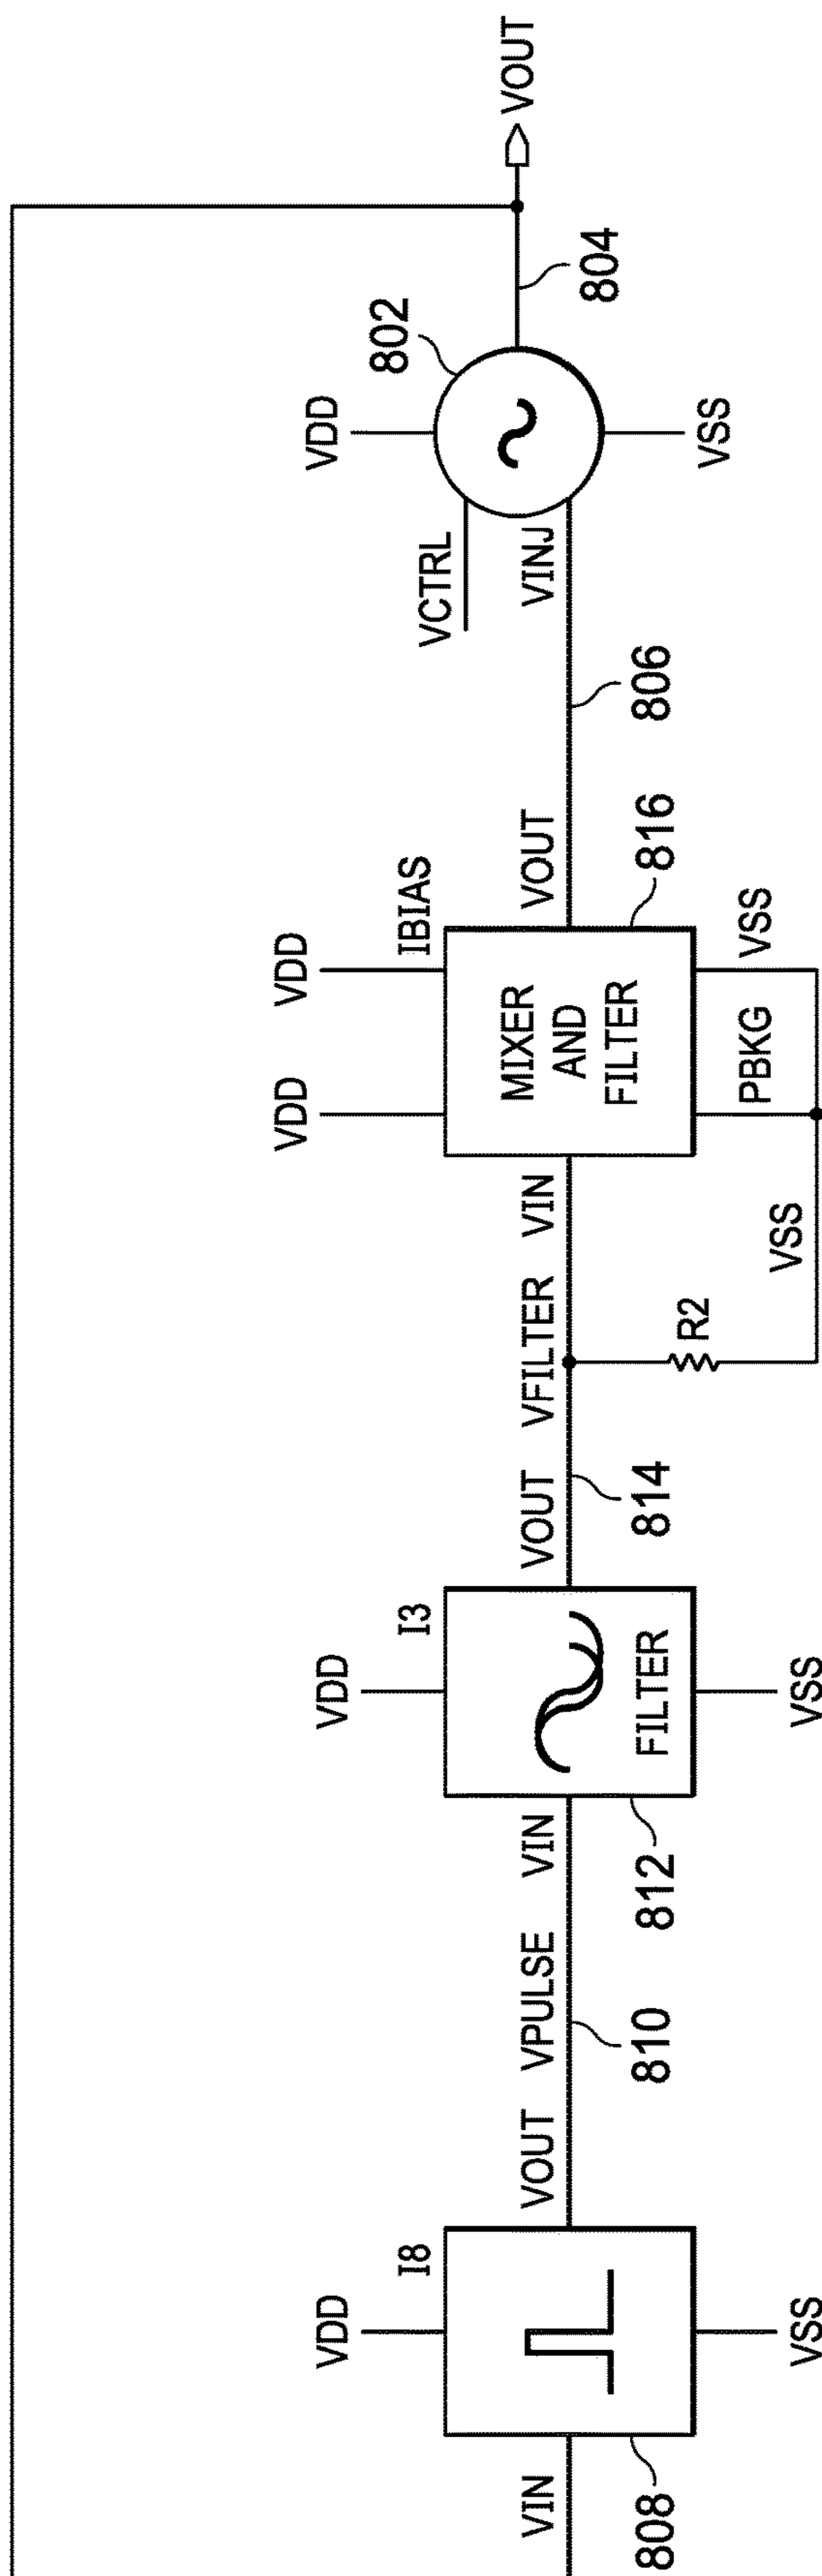 VIN
808
VDD
I8
VSS
VOUT
VPULSE
810
VIN
812
VDD
I3
FILTER
VSS
VOUT
814
VFILTER
R2
VSS
VIN
VDD
VDD
IBIAS
MIXER
AND
FILTER
PBKG
VSS
816
VOUT
806
VINJ
VCTRL
VDD
802
VSS
804
VOUT